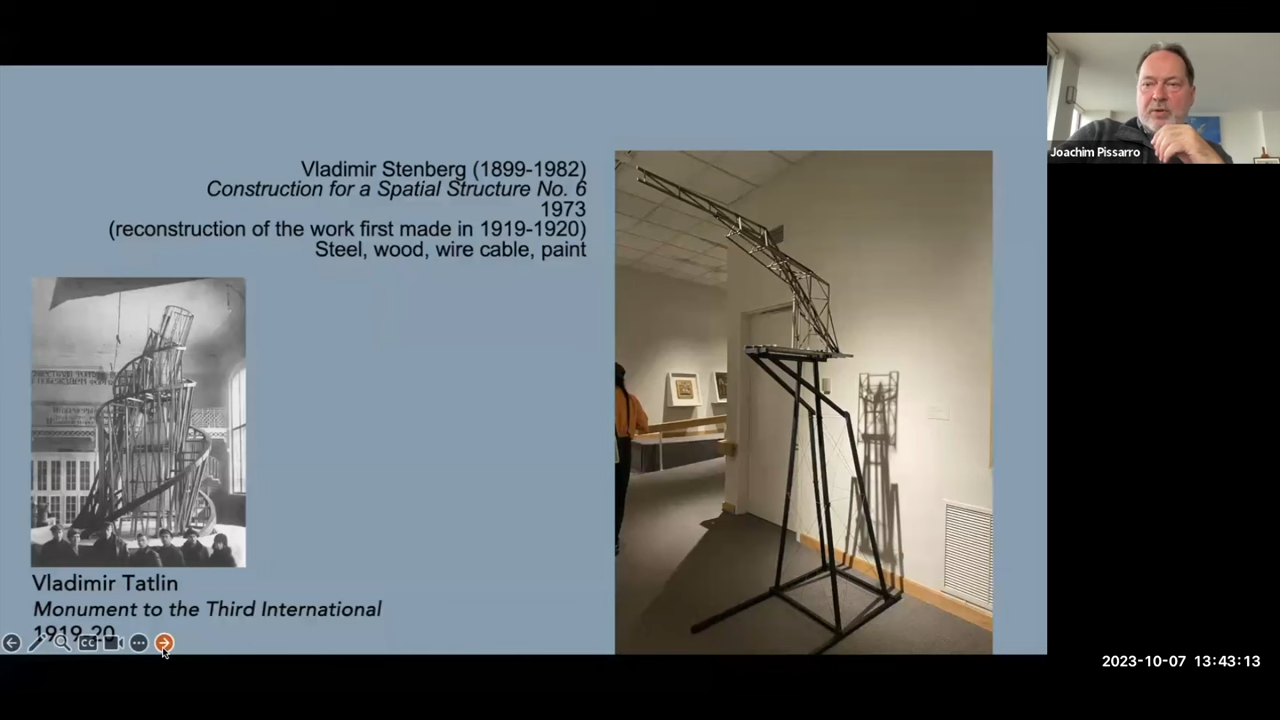 Vladimir Stenberg (1899-1982)
Construction for a Spatial Structure No. 6
1973
(reconstruction of the work first made in 1919-1920)
Steel, wood, wire cable, paint
Vladimir Tatlin
Monument to the Third International
1919-20
CC
Joachim Pissarro
2023-10-07 13:43:13